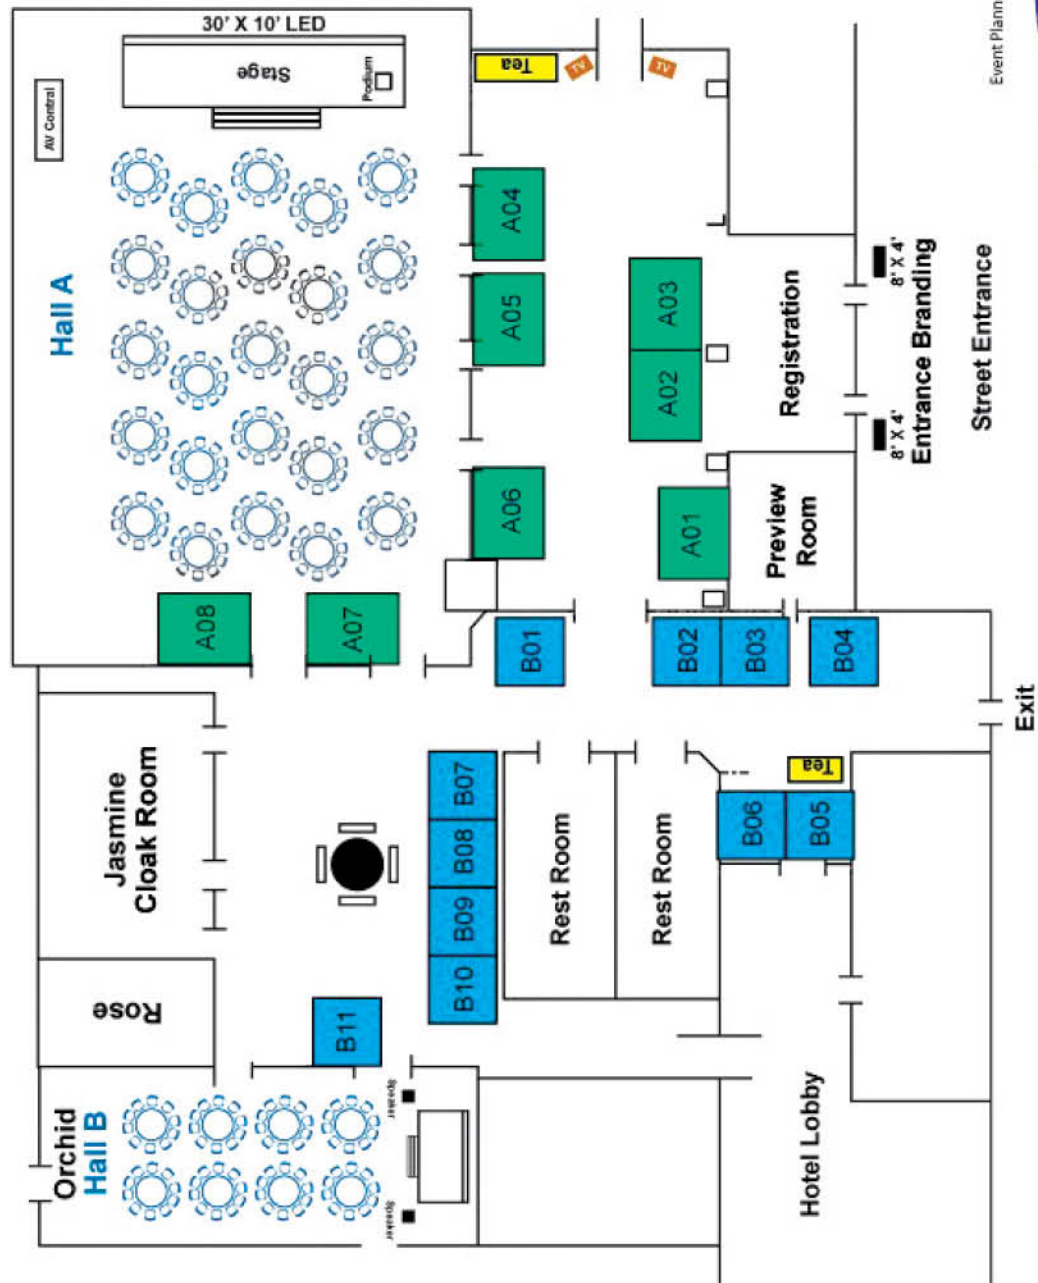 30' X 10' LED
Stage
Podium
AV Contral
Tea
TV
TV
Event Plann
Hall A
A04
A05
A03
A02
A06
A01
A08
A07
Registration
8' X 4'
8' X 4'
Entrance Branding
Street Entrance
Preview
Room
B01
B02
B03
B04
Exit
Jasmine
Cloak Room
B07
B08
B09
B10
B11
Rest Room
Rest Room
Tea
B06
B05
Rose
Orchid
Hall B
Speaker
Speaker
Hotel Lobby